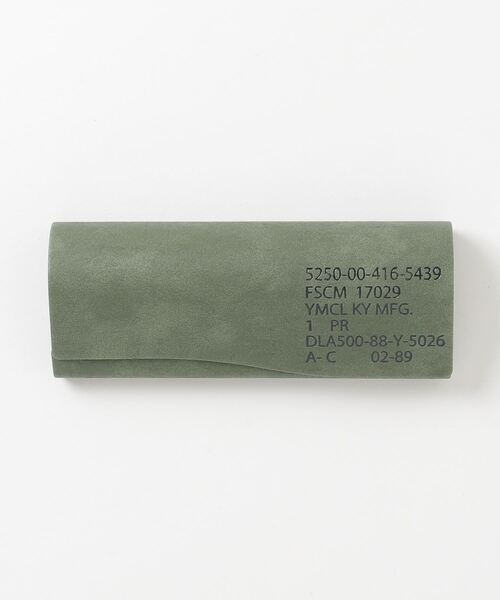 5250-00-416-5439
FSCM 17029
YMCL KY MFG.
1 PR
DLA500-88-Y-5026
A- C 02-89